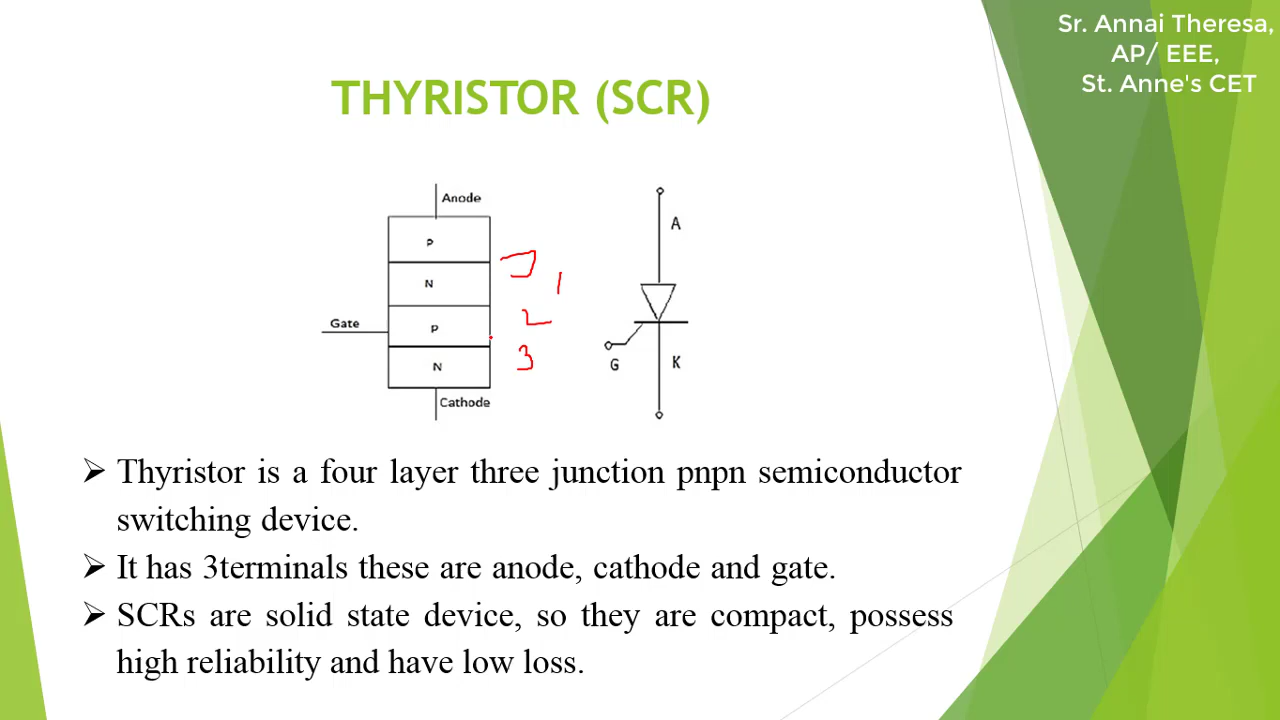 Sr. Annai Theresa,
AP/ EEE,
St. Anne's CET
THYRISTOR (SCR)
Anode
P
N
Gate
P
N
Cathode
J
1
2
3
A
G
K
Thyristor is a four layer three junction pnpn semiconductor
switching device.
It has 3terminals these are anode, cathode and gate.
SCRs are solid state device, so they are compact, possess
high reliability and have low loss.